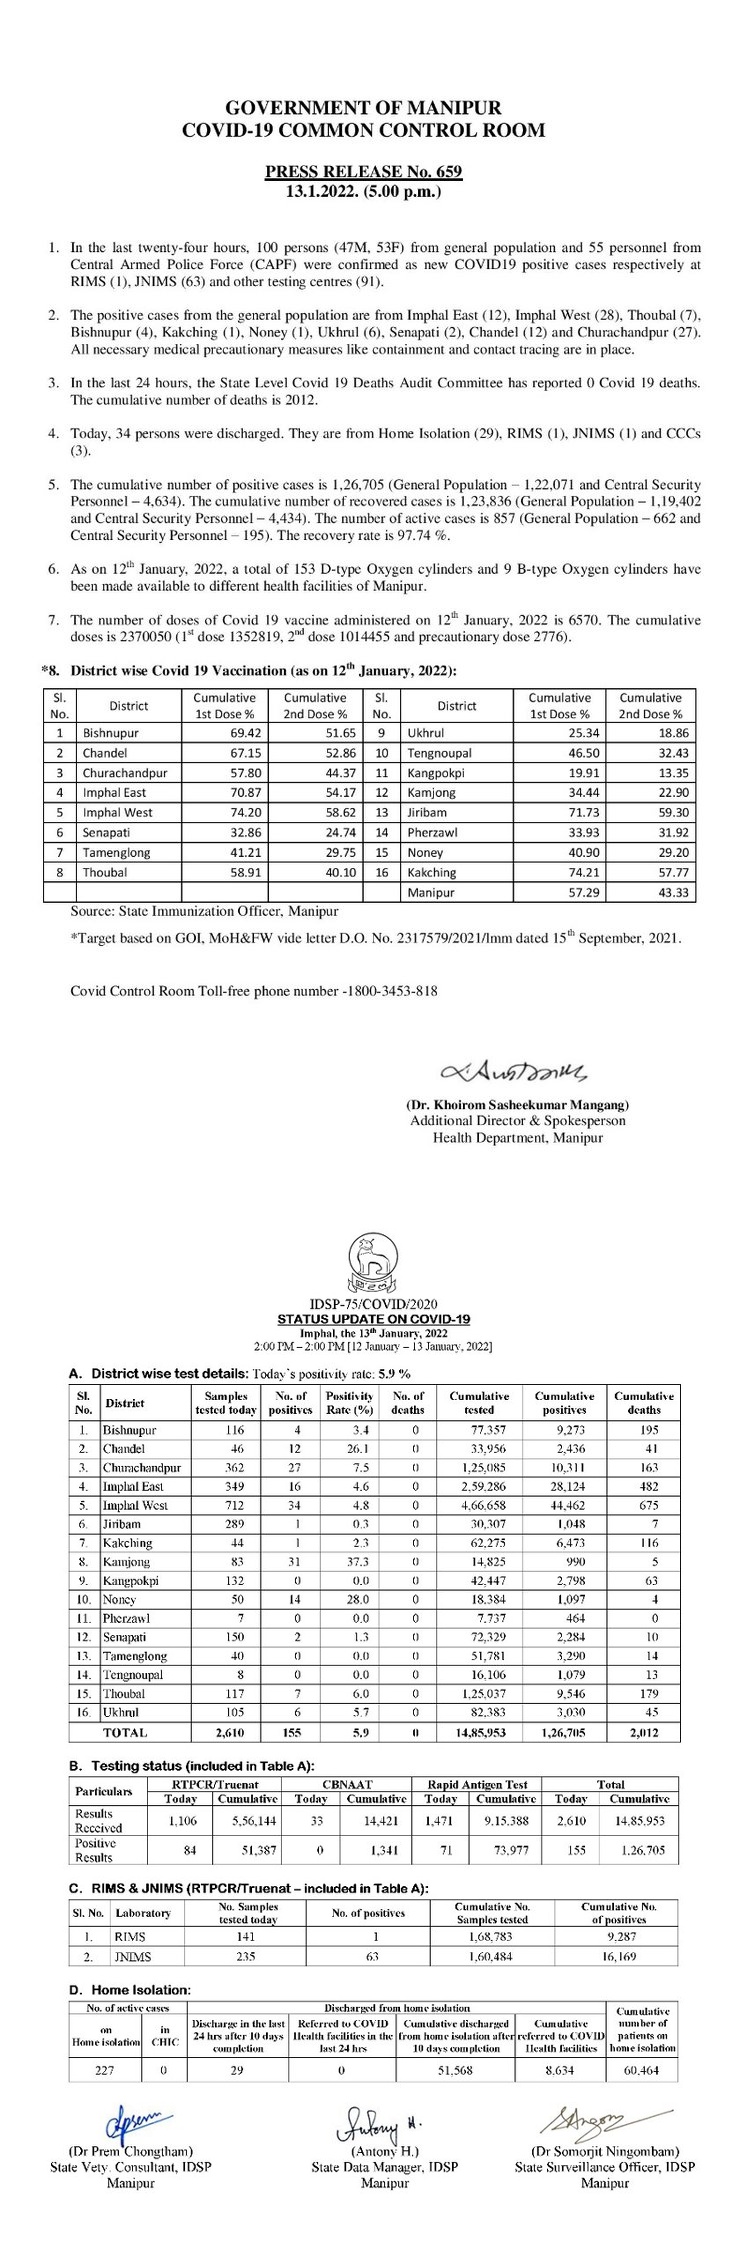 GOVERNMENT OF MANIPUR
COVID-19 COMMON CONTROL ROOM
PRESS RELEASE No. 659
13.1.2022. (5.00 p.m.)
1. In the last twenty-four hours, 100 persons (47M, 53F) from general population and 55 personnel from
Central Armed Police Force (CAPF) were confirmed as new COVID19 positive cases respectively at
RIMS (1), JNIMS (63) and other testing centres (91).
2. The positive cases from the general population are from Imphal East (12), Imphal West (28), Thoubal (7),
Bishnupur (4), Kakching (1), Noney (1), Ukhrul (6), Senapati (2), Chandel (12) and Churachandpur (27).
All necessary medical precautionary measures like containment and contact tracing are in place.
3. In the last 24 hours, the State Level Covid 19 Deaths Audit Committee has reported 0 Covid 19 deaths.
The cumulative number of deaths is 2012.
4. Today, 34 persons were discharged. They are from Home Isolation (29), RIMS (1), JNIMS (1) and CCCs
(3).
5. The cumulative number of positive cases is 1,26,705 (General Population – 1,22,071 and Central Security
Personnel – 4,634). The cumulative number of recovered cases is 1,23,836 (General Population – 1,19,402
and Central Security Personnel – 4,434). The number of active cases is 857 (General Population – 662 and
Central Security Personnel – 195). The recovery rate is 97.74 %.
6. As on 12th January, 2022, a total of 153 D-type Oxygen cylinders and 9 B-type Oxygen cylinders have
been made available to different health facilities of Manipur.
7. The number of doses of Covid 19 vaccine administered on 12th January, 2022 is 6570. The cumulative
doses is 2370050 (1st dose 1352819, 2nd dose 1014455 and precautionary dose 2776).
*8. District wise Covid 19 Vaccination (as on 12th January, 2022):
Sl. No. District Cumulative 1st Dose % Cumulative 2nd Dose % Sl. No. District Cumulative 1st Dose % Cumulative 2nd Dose %
1 Bishnupur 69.42 51.65 9 Ukhrul 25.34 18.86
2 Chandel 67.15 52.86 10 Tengnoupal 46.50 32.43
3 Churachandpur 57.80 44.37 11 Kangpokpi 19.91 13.35
4 Imphal East 70.87 54.17 12 Kamjong 34.44 22.90
5 Imphal West 74.20 58.62 13 Jiribam 71.73 59.30
6 Senapati 32.86 24.74 14 Pherzawl 33.93 31.92
7 Tamenglong 41.21 29.75 15 Noney 40.90 29.20
8 Thoubal 58.91 40.10 16 Kakching 74.21 57.77
Manipur 57.29 43.33
Source: State Immunization Officer, Manipur
*Target based on GOI, MoH&FW vide letter D.O. No. 2317579/2021/Imm dated 15th September, 2021.
Covid Control Room Toll-free phone number -1800-3453-818
(Dr. Khoirom Sasheekumar Mangang)
Additional Director & Spokesperson
Health Department, Manipur
IDSP-75/COVID/2020
STATUS UPDATE ON COVID-19
Imphal, the 13th January, 2022
2:00 PM – 2:00 PM [12 January – 13 January, 2022]
A. District wise test details: Today's positivity rate: 5.9 %
Sl. No. District Samples tested today No. of positives Positivity Rate (%) No. of deaths Cumulative tested Cumulative positives Cumulative deaths
1. Bishnupur 116 4 3.4 0 77,357 9,273 195
2. Chandel 46 12 26.1 0 33,956 2,436 41
3. Churachandpur 362 27 7.5 0 1,25,085 10,311 163
4. Imphal East 349 16 4.6 0 2,59,286 28,124 482
5. Imphal West 712 34 4.8 0 4,66,658 44,462 675
6. Jiribam 289 1 0.3 0 30,307 1,048 7
7. Kakching 44 1 2.3 0 62,275 6,473 116
8. Kamjong 83 31 37.3 0 14,825 990 5
9. Kangpokpi 132 0 0.0 0 42,447 2,798 63
10. Noney 50 14 28.0 0 18,384 1,097 4
11. Pherzawl 7 0 0.0 0 7,737 464 0
12. Senapati 150 2 1.3 0 72,329 2,284 10
13. Tamenglong 40 0 0.0 0 51,781 3,290 14
14. Tengnoupal 8 0 0.0 0 16,106 1,079 13
15. Thoubal 117 7 6.0 0 1,25,037 9,546 179
16. Ukhrul 105 6 5.7 0 82,383 3,030 45
TOTAL 2,610 155 5.9 0 14,85,953 1,26,705 2,012
B. Testing status (included in Table A):
Particulars RTPCR/Truenat CBNAAT Rapid Antigen Test Total
Today Cumulative Today Cumulative Today Cumulative Today Cumulative
Results Received 1,106 5,56,144 33 14,421 1,471 9,15,388 2,610 14,85,953
Positive Results 84 51,387 0 1,341 71 73,977 155 1,26,705
C. RIMS & JNIMS (RTPCR/Truenat – included in Table A):
Sl. No. Laboratory No. Samples tested today No. of positives Cumulative No. Samples tested Cumulative No. of positives
1. RIMS 141 1 1,68,783 9,287
2. JNIMS 235 63 1,60,484 16,169
D. Home Isolation:
No. of active cases Discharged from home isolation Cumulative number of patients on home isolation
on Home isolation in CHIC Discharge in the last 24 hrs after 10 days completion Referred to COVID Health facilities in the last 24 hrs Cumulative discharged from home isolation after 10 days completion Cumulative referred to COVID Health facilities
227 0 29 0 51,568 8,634 60,464
Antony H.
(Dr Prem Chongtham) (Antony H.) (Dr Somorjit Ningombam)
State Vety. Consultant, IDSP State Data Manager, IDSP State Surveillance Officer, IDSP
Manipur Manipur Manipur